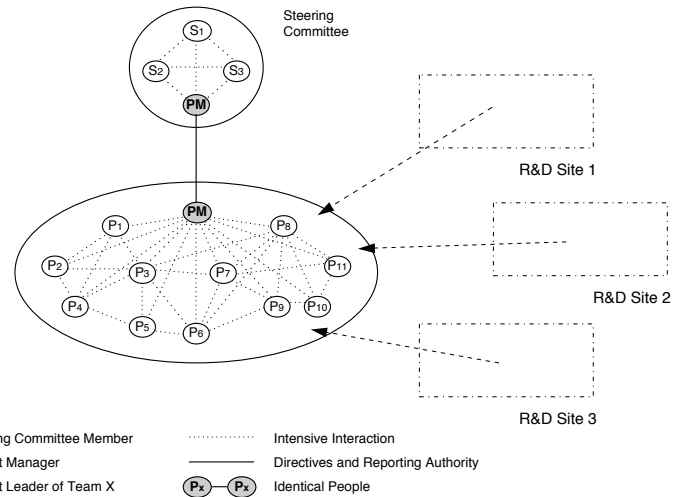 Steering
Committee
S1
S2
S3
PM
PM
P1
P8
P2
P3
P7
P11
P4
P9
P10
P5
P6
R&D Site 1
R&D Site 2
R&D Site 3
Committee Member
Intensive Interaction
Manager
Directives and Reporting Authority
Leader of Team X
Px
Px
Identical People